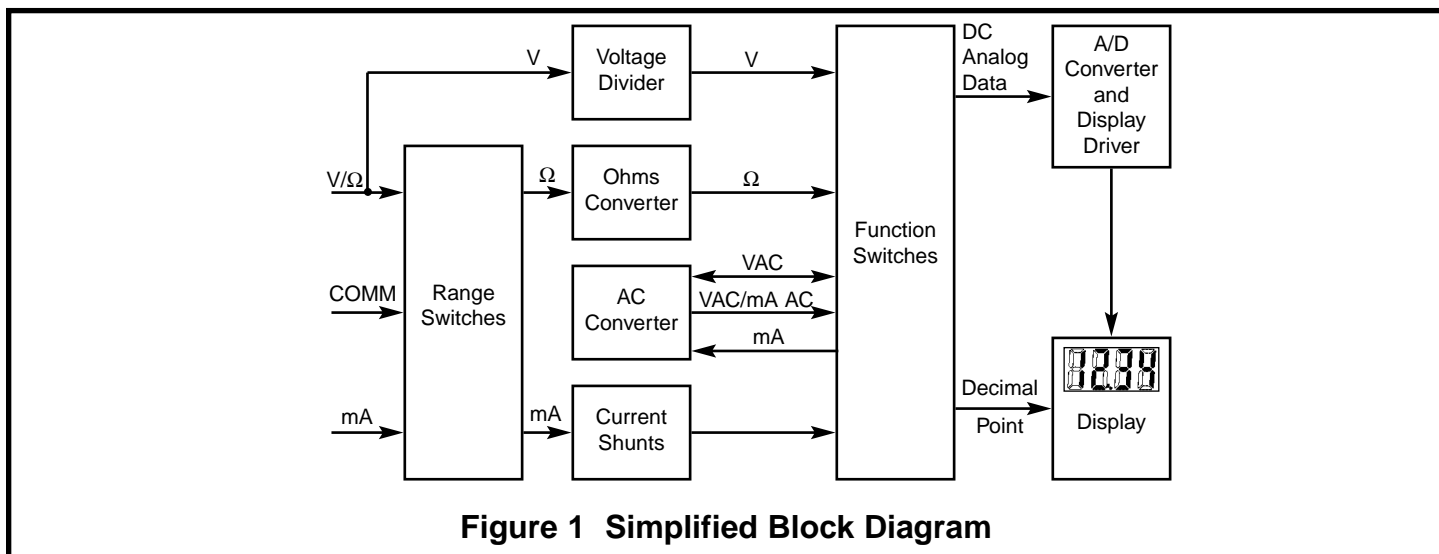 V
Voltage
Divider
V
DC
Analog
Data
A/D
Converter
and
Display
Driver
V/Ω
Ω
Ohms
Converter
Ω
Function
Switches
COMM
Range
Switches
AC
Converter
VAC
VAC/mA AC
mA
mA
mA
Current
Shunts
Decimal
Point
12.34
Display
Figure 1 Simplified Block Diagram